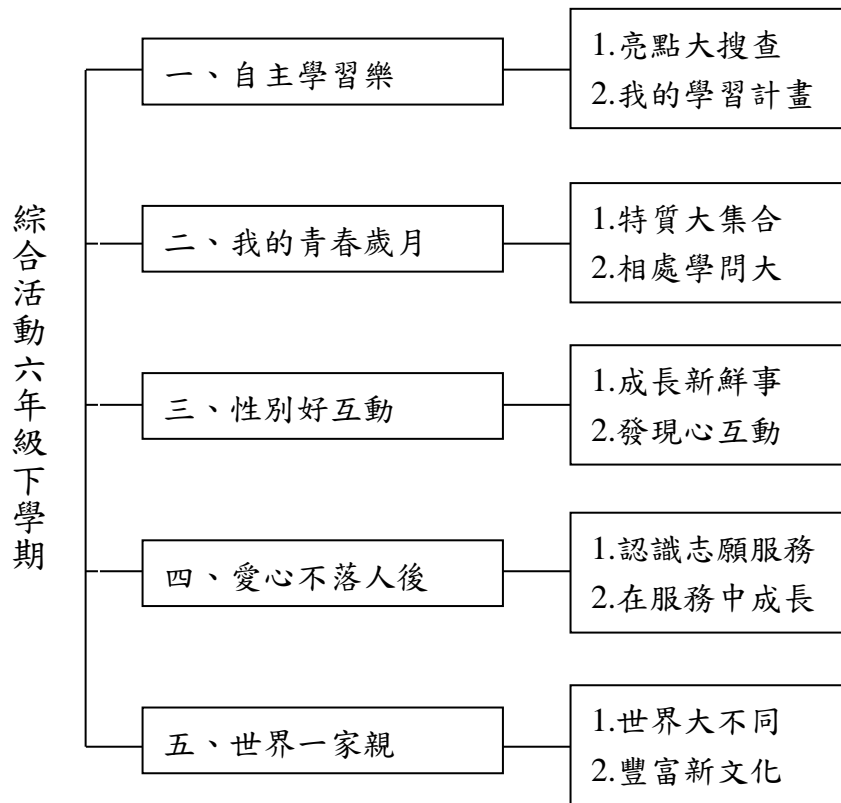 綜合活動六年級下學期
一、自主學習樂
1.亮點大搜查
2.我的學習計畫
二、我的青春歲月
1.特質大集合
2.相處學問大
三、性別好互動
1.成長新鮮事
2.發現心互動
四、愛心不落人後
1.認識志願服務
2.在服務中成長
五、世界一家親
1.世界大不同
2.豐富新文化